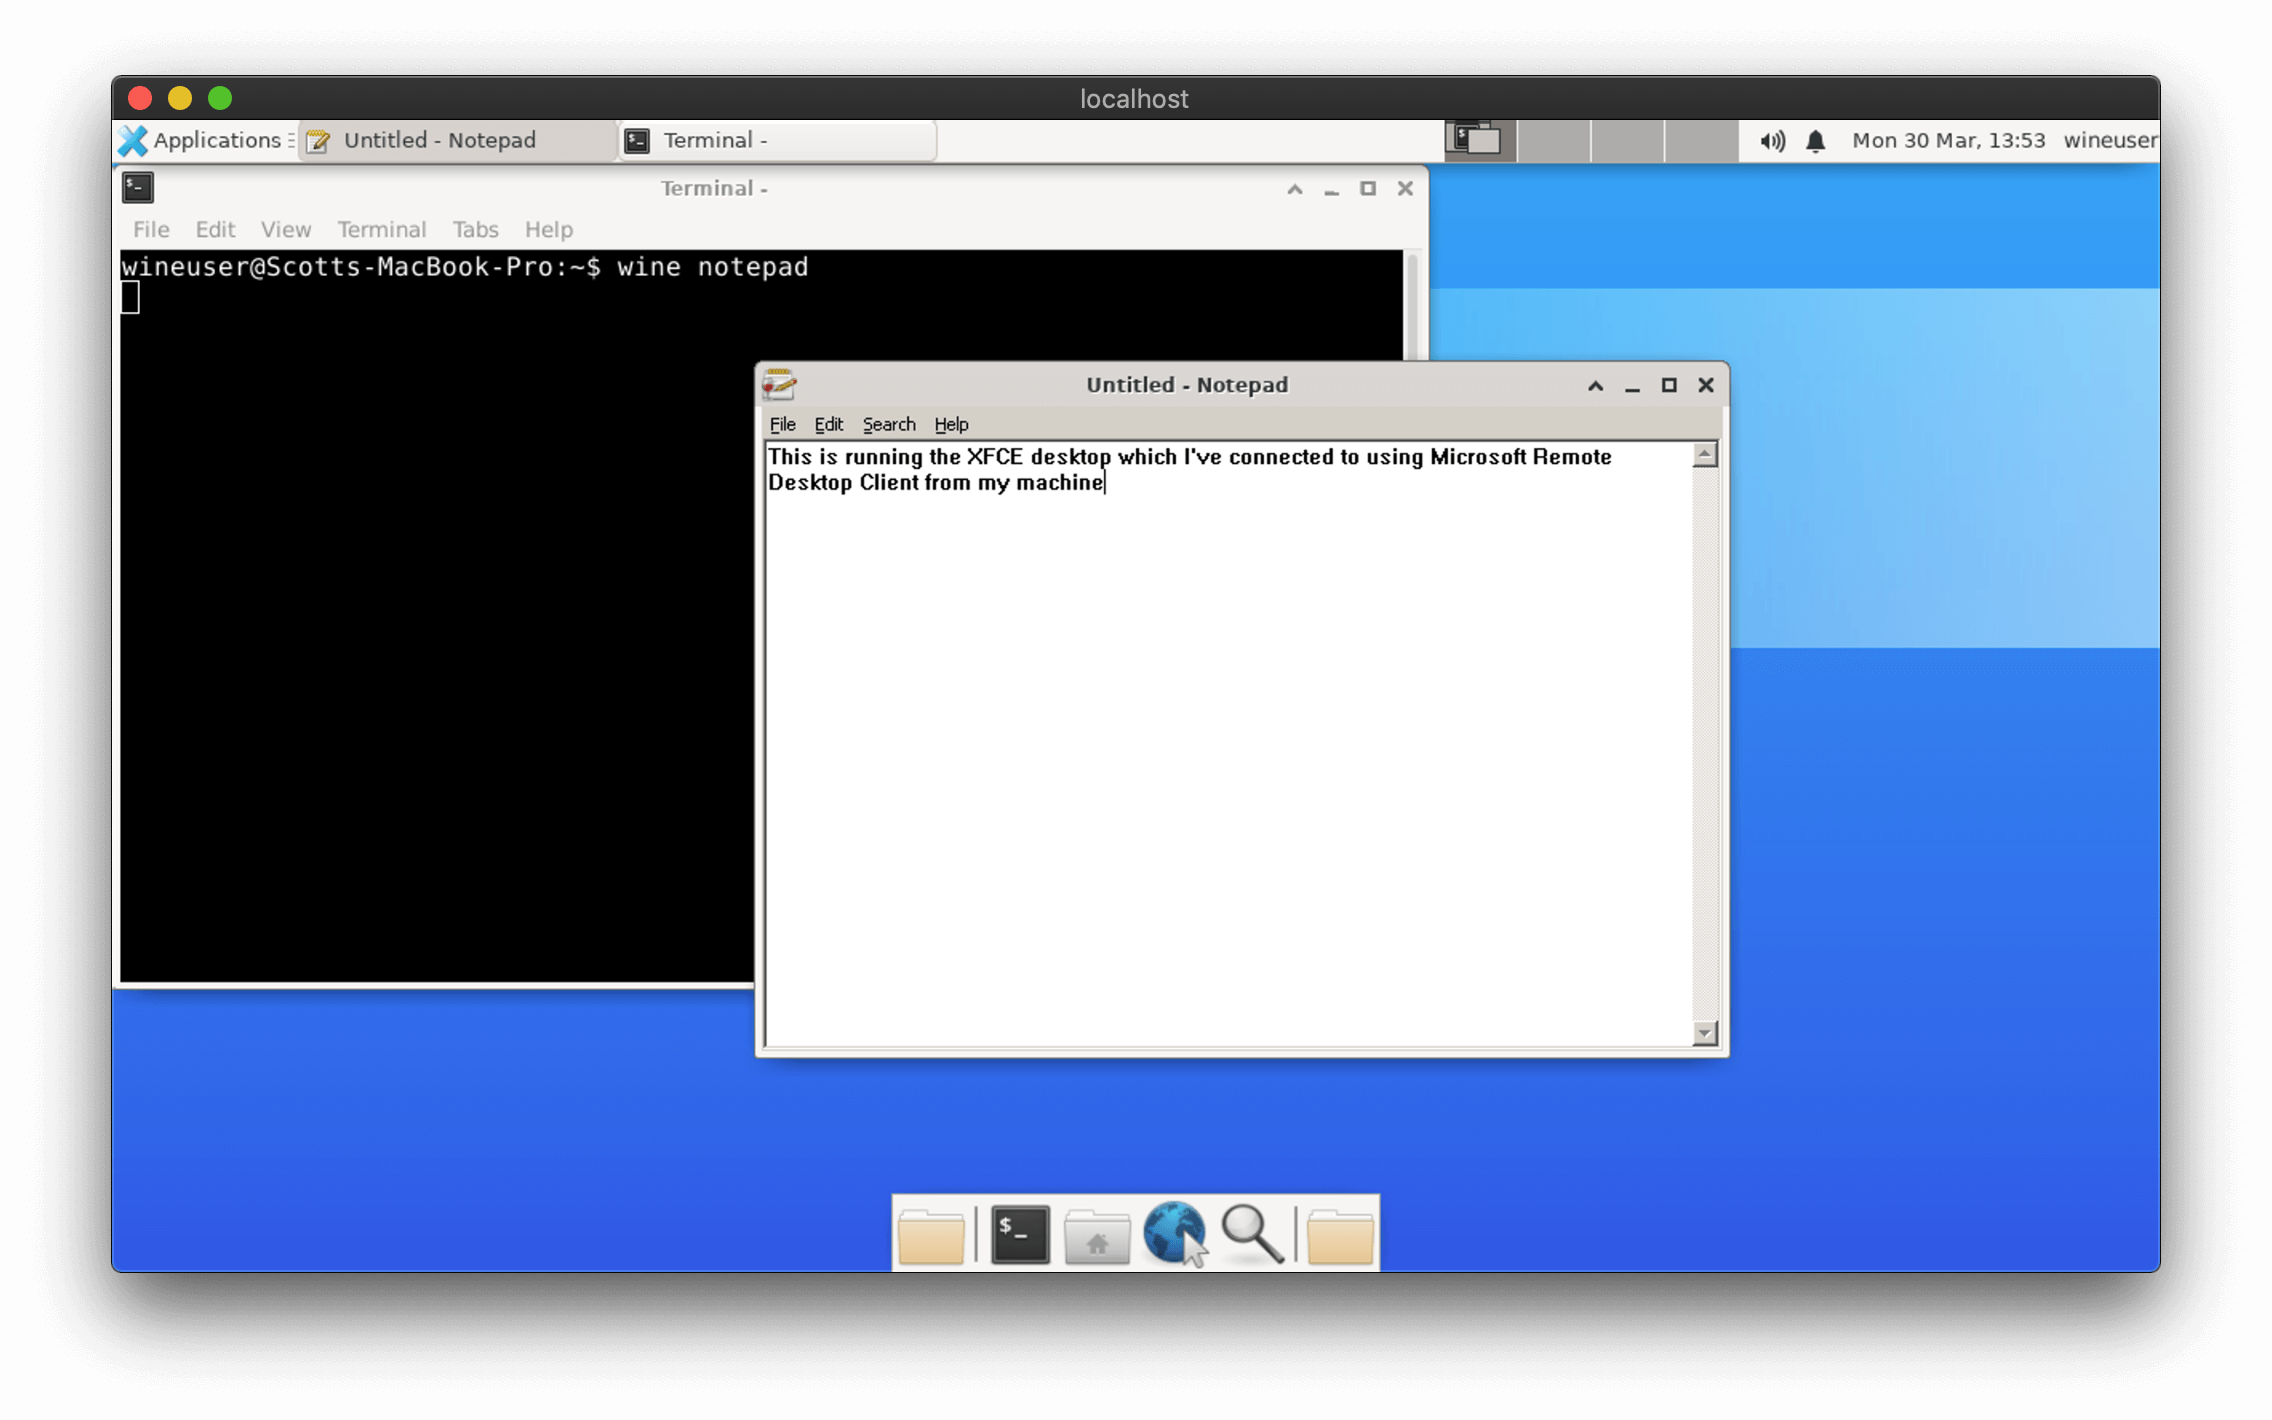 localhost
Applications
Untitled - Notepad
Terminal -
Mon 30 Mar, 13:53
wineuser
Terminal -
File Edit View Terminal Tabs Help
wineuser@Scotts-MacBook-Pro:~$ wine notepad
Untitled - Notepad
File Edit Search Help
This is running the XFCE desktop which I've connected to using Microsoft Remote
Desktop Client from my machine
$_